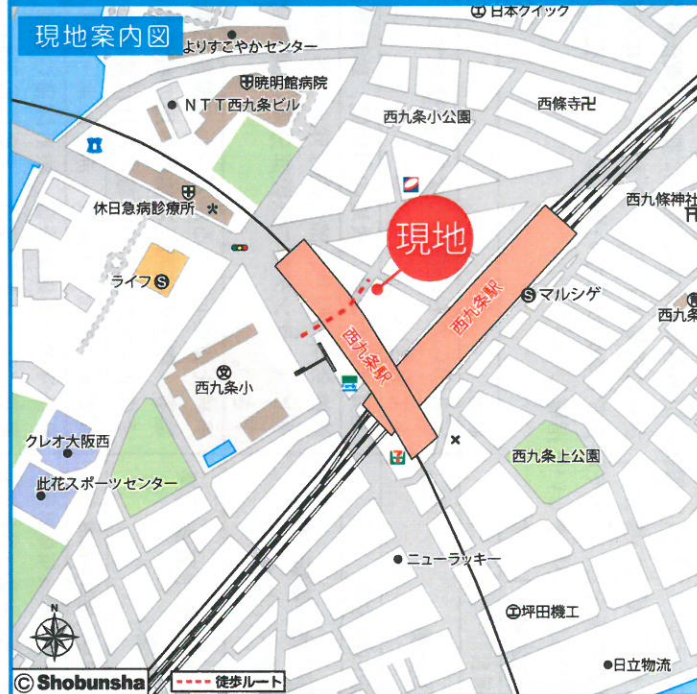 現地案内図
日本クイック
よりすこやかセンター
暁明館病院
NTT西九条ビル
西九条小公園
西條寺
休日急病診療所
西九條神社
現地
ライフ
S
西九条駅
S
マルシゲ
西九条駅
西九条
文
西九条小
クレオ大阪西
此花スポーツセンター
7
西九条上公園
ニューラッキー
坪田機工
日立物流
N
© Shobunsha
徒歩ルート